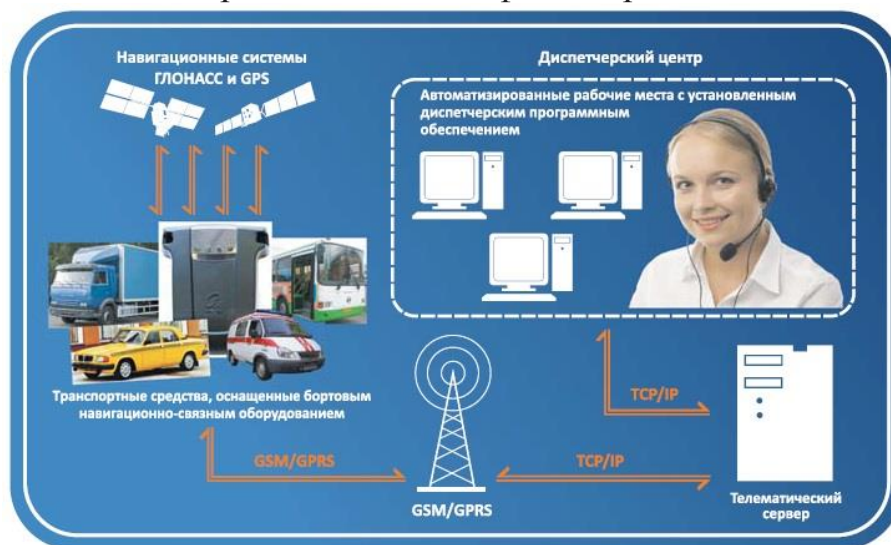 Навигационные системы
ГЛОНАСС и GPS
Диспетчерский центр
Автоматизированные рабочие места с установленным
диспетчерским программным
обеспечением
Транспортные средства, оснащенные бортовым
навигационно-связным оборудованием
GSM/GPRS
GSM/GPRS
TCP/IP
TCP/IP
Телематический
сервер